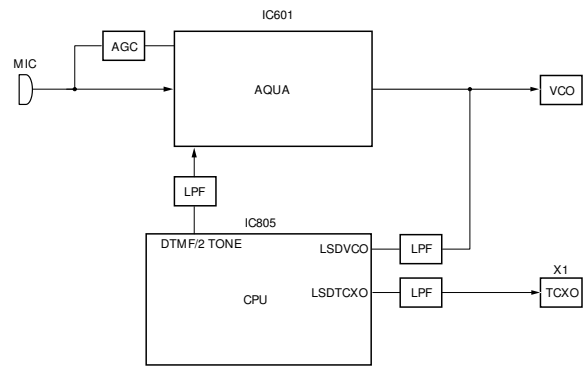 IC601
AGC
MIC
AQUA
VCO
LPF
IC805
DTMF/2 TONE
LSDVCO
LPF
X1
LSDTCXO
LPF
TCXO
CPU